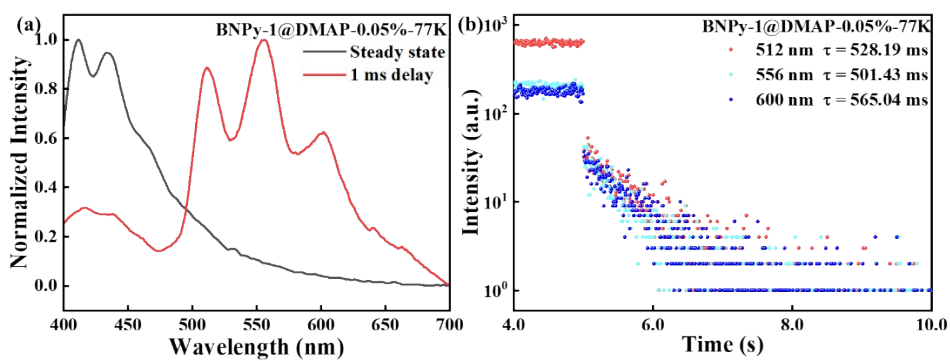 (a)
BNPy-1@DMAP-0.05%-77K
Steady state
1 ms delay
Normalized Intensity
1.0
0.8
0.6
0.4
0.2
0.0
400 450 500 550 600 650 700
Wavelength (nm)
(b)
BNPy-1@DMAP-0.05%-77K
512 nm τ = 528.19 ms
556 nm τ = 501.43 ms
600 nm τ = 565.04 ms
Intensity (a.u.)
10³
10²
10¹
10⁰
4.0 6.0 8.0 10.0
Time (s)